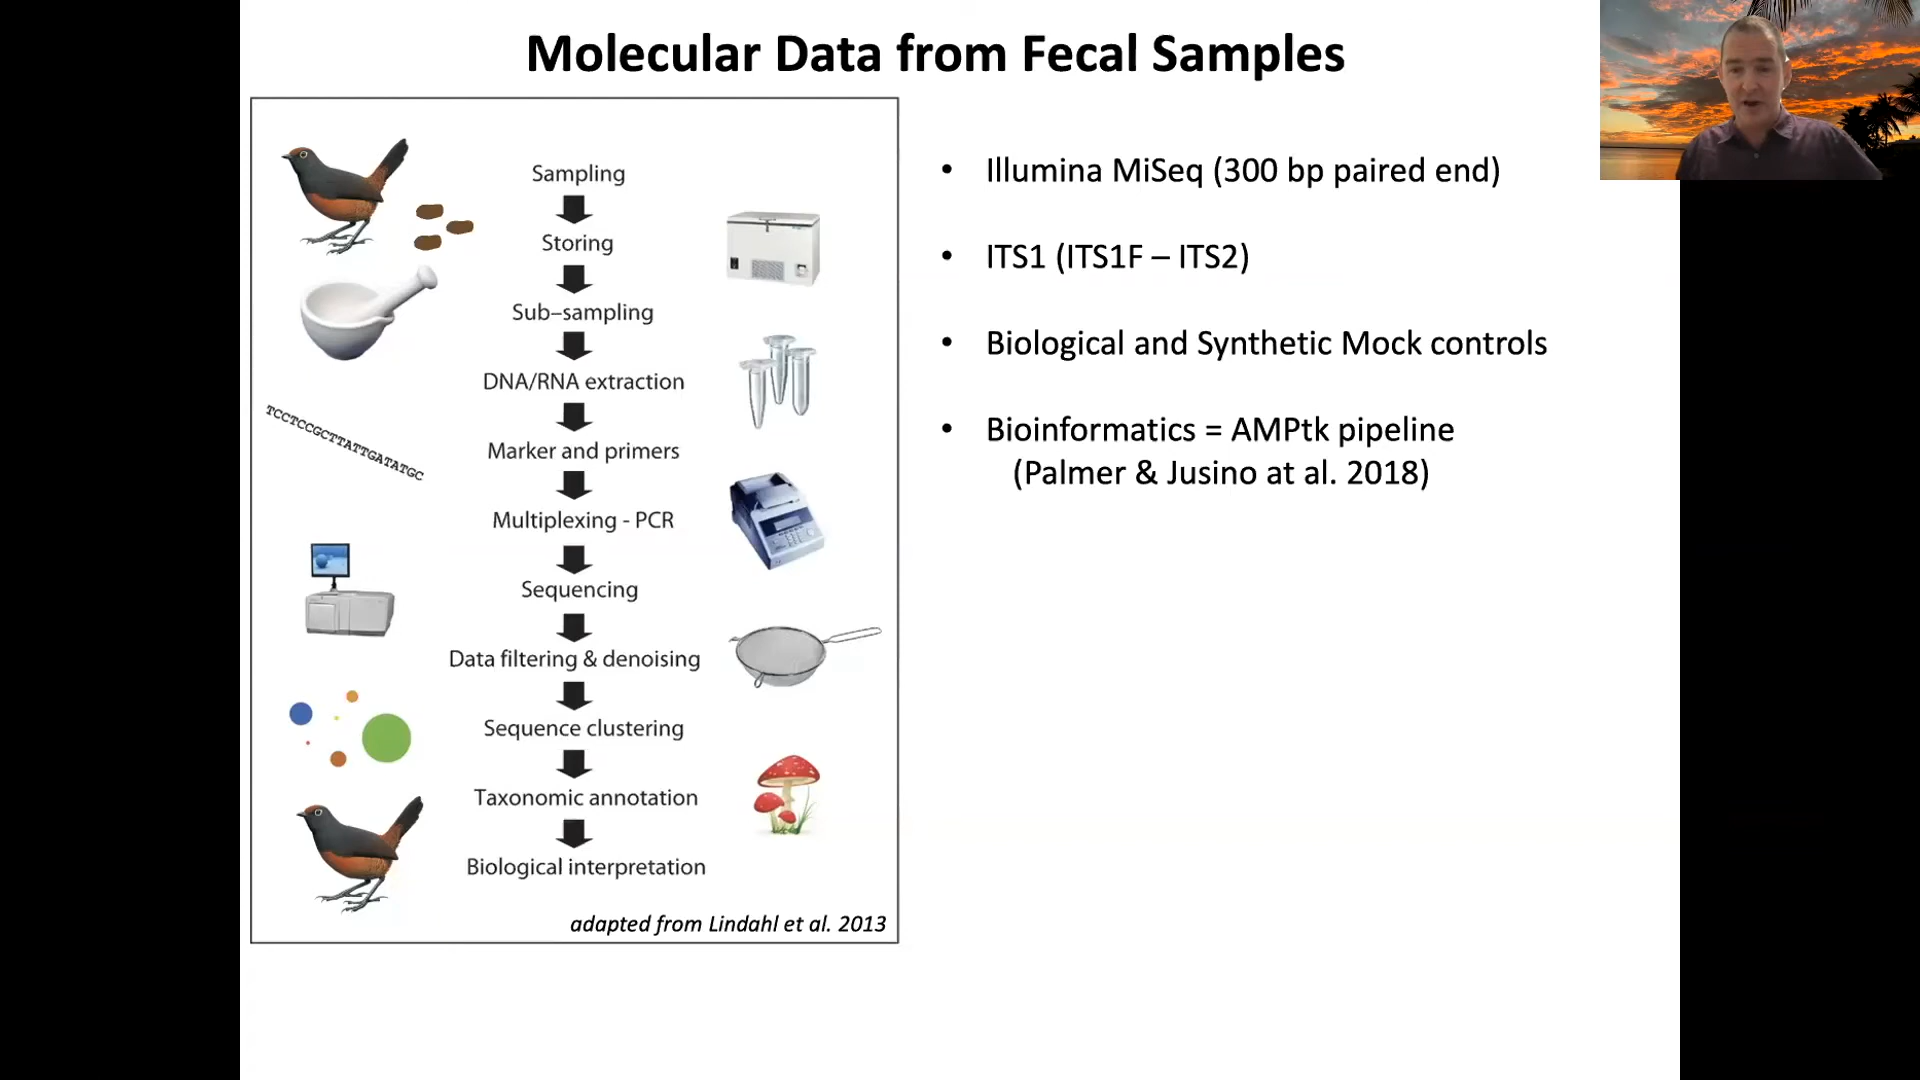 Molecular Data from Fecal Samples
Sampling
Storing
Sub–sampling
DNA/RNA extraction
TCCTCCGCTTATTGATATGC
Marker and primers
Multiplexing - PCR
Sequencing
Data filtering & denoising
Sequence clustering
Taxonomic annotation
Biological interpretation
adapted from Lindahl et al. 2013
• Illumina MiSeq (300 bp paired end)
• ITS1 (ITS1F – ITS2)
• Biological and Synthetic Mock controls
• Bioinformatics = AMPtk pipeline
(Palmer & Jusino at al. 2018)